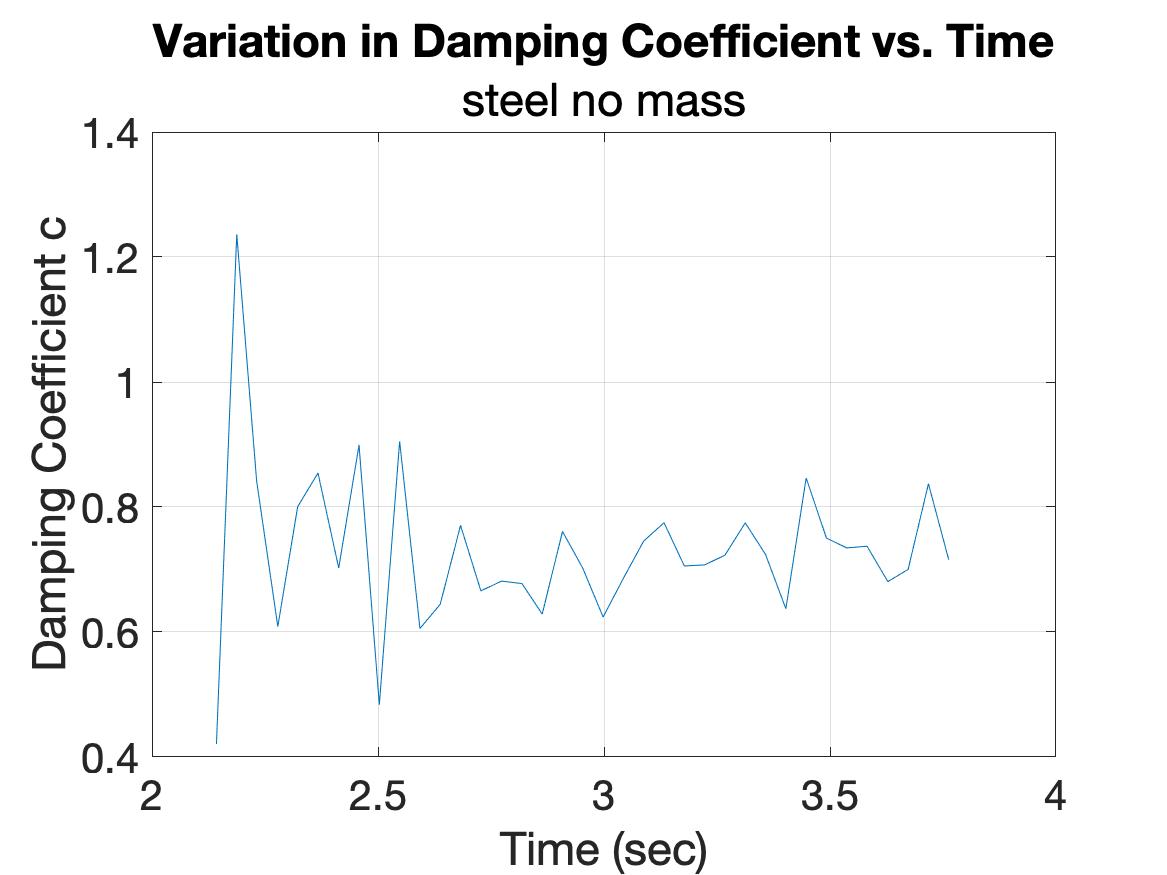 Variation in Damping Coefficient vs. Time
steel no mass
Damping Coefficient c
1.4
1.2
1
0.8
0.6
0.4
2 2.5 3 3.5 4
Time (sec)